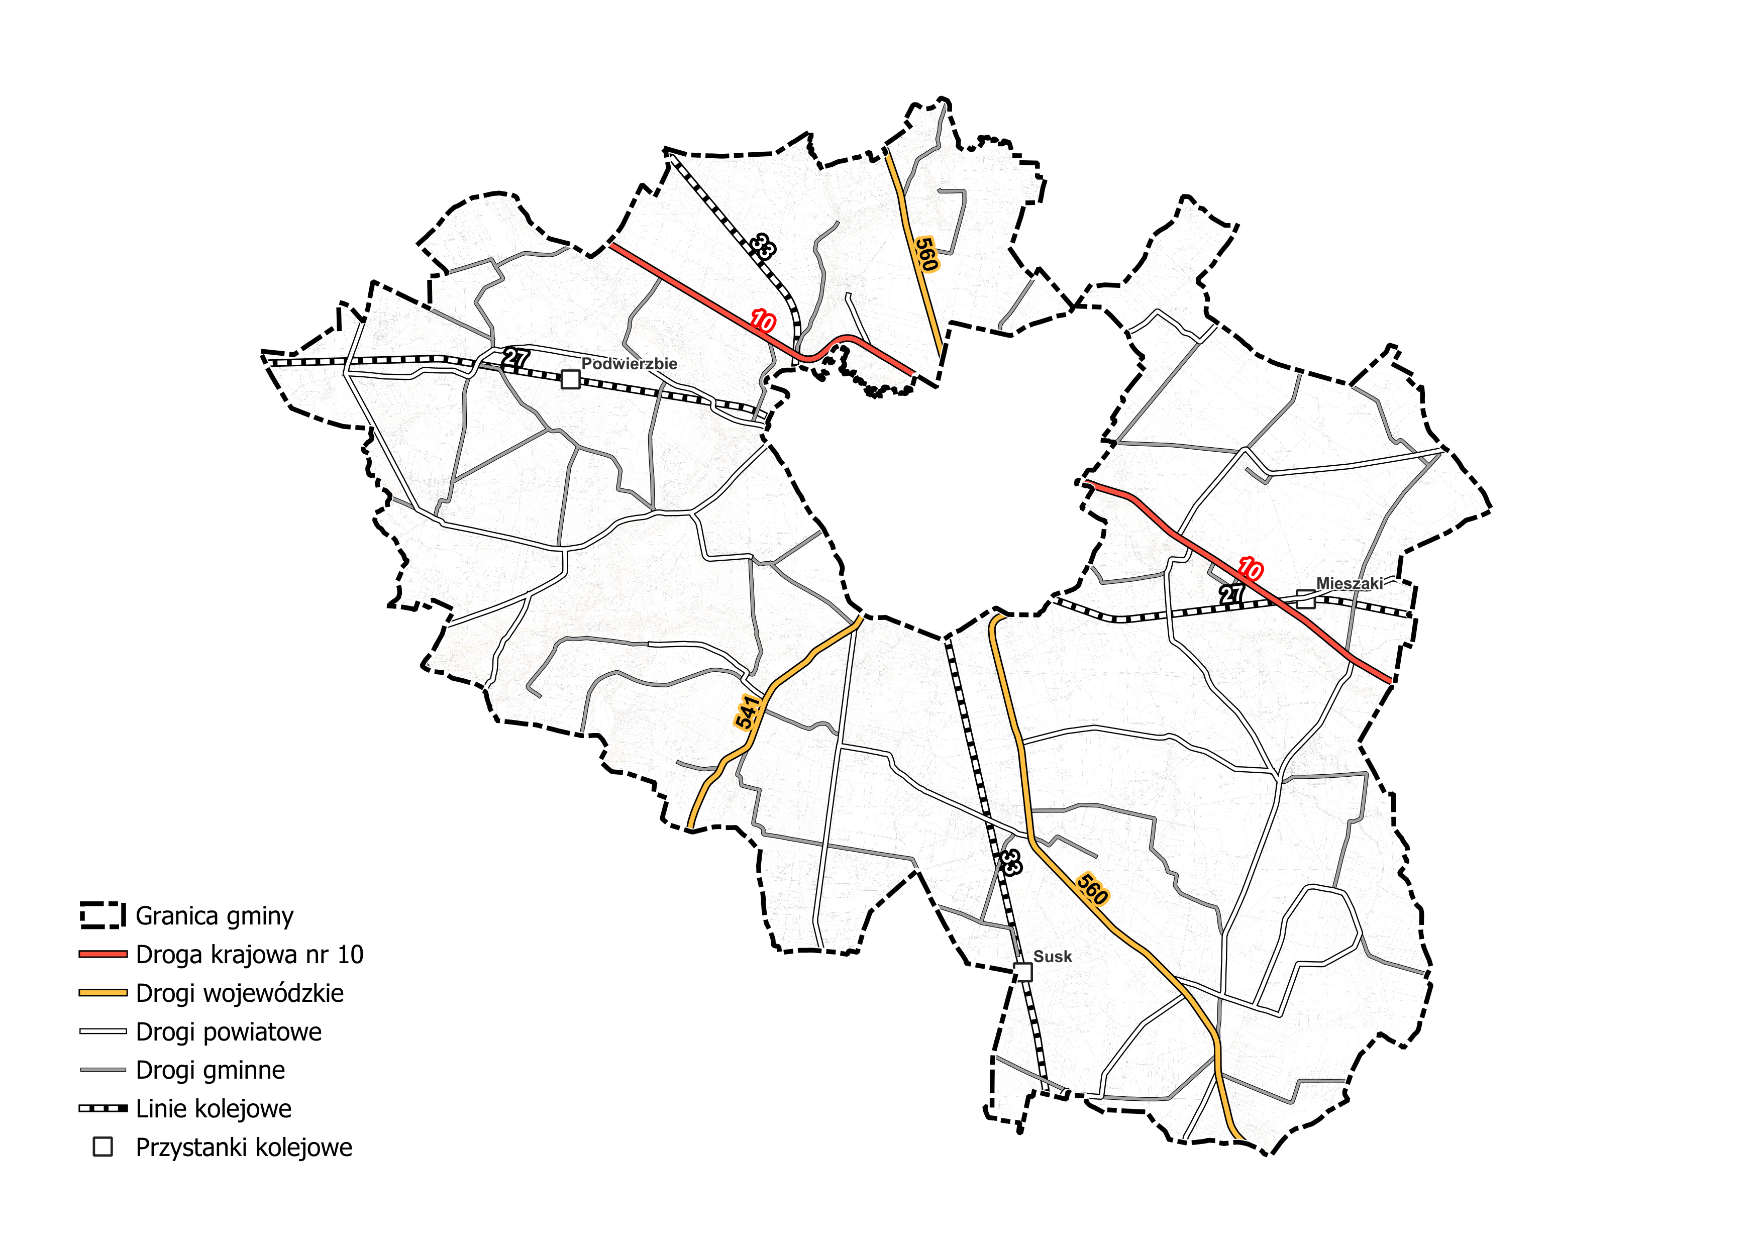 33
560
10
27
Podwierzbie
10
Mieszaki
27
541
33
560
Susk
Granica gminy
Droga krajowa nr 10
Drogi wojewódzkie
Drogi powiatowe
Drogi gminne
Linie kolejowe
Przystanki kolejowe